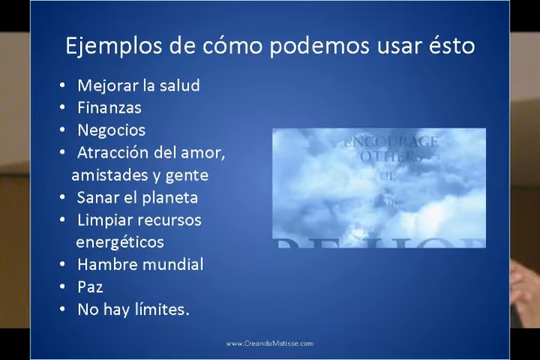 Ejemplos de cómo podemos usar ésto
• Mejorar la salud
• Finanzas
• Negocios
• Atracción del amor,
amistades y gente
• Sanar el planeta
• Limpiar recursos
energéticos
• Hambre mundial
• Paz
• No hay límites.
ENCOURAGE
OTHERS
www.CreandoMatisse.com